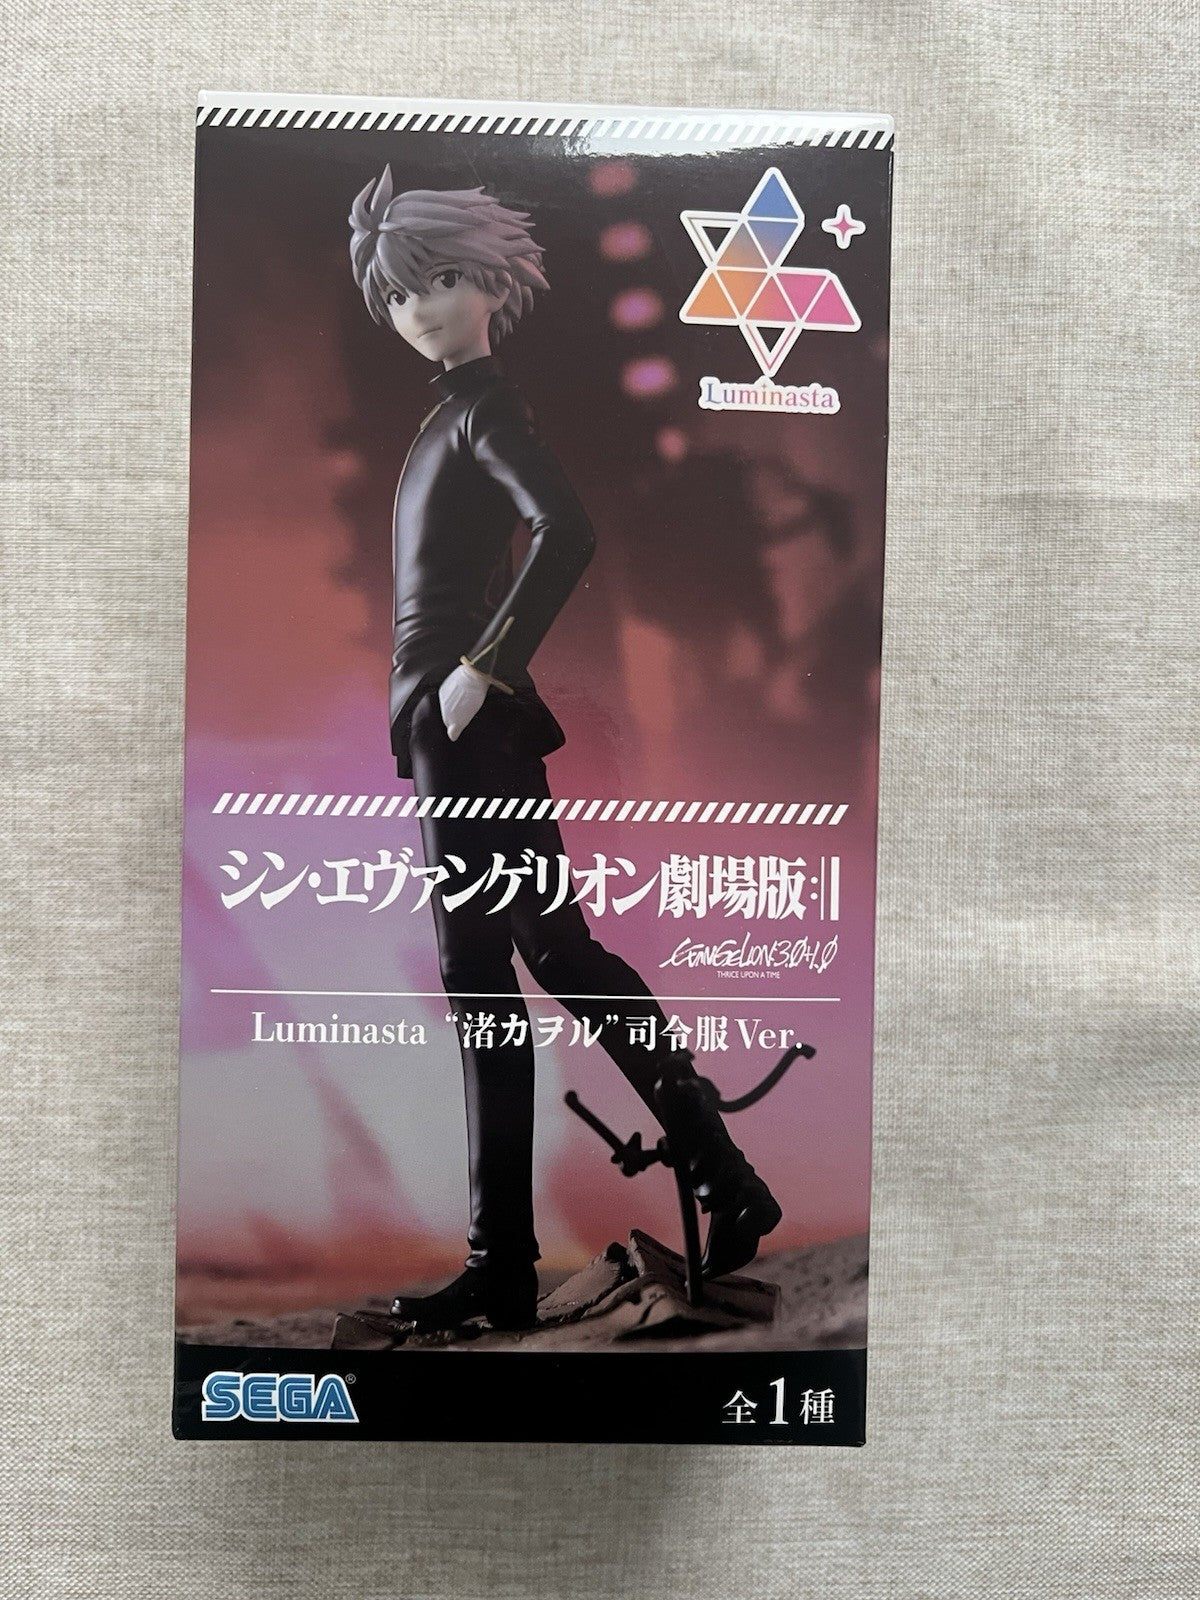 Luminasta
シン・エヴァンゲリオン劇場版:||
EVANGELION:3.0+1.0
THRICE UPON A TIME
Luminasta “渚カヲル”司令服 Ver.
SEGA®
全1種